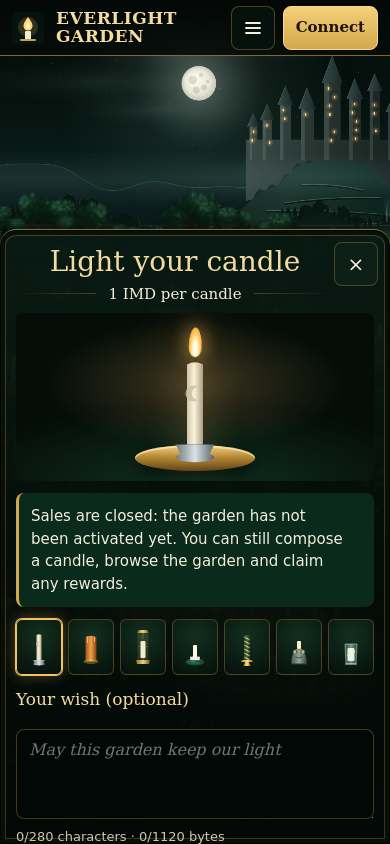 EVERLIGHT
GARDEN
Connect
Light your candle
1 IMD per candle
Sales are closed: the garden has not
been activated yet. You can still compose
a candle, browse the garden and claim
any rewards.
Your wish (optional)
May this garden keep our light
0/280 characters · 0/1120 bytes